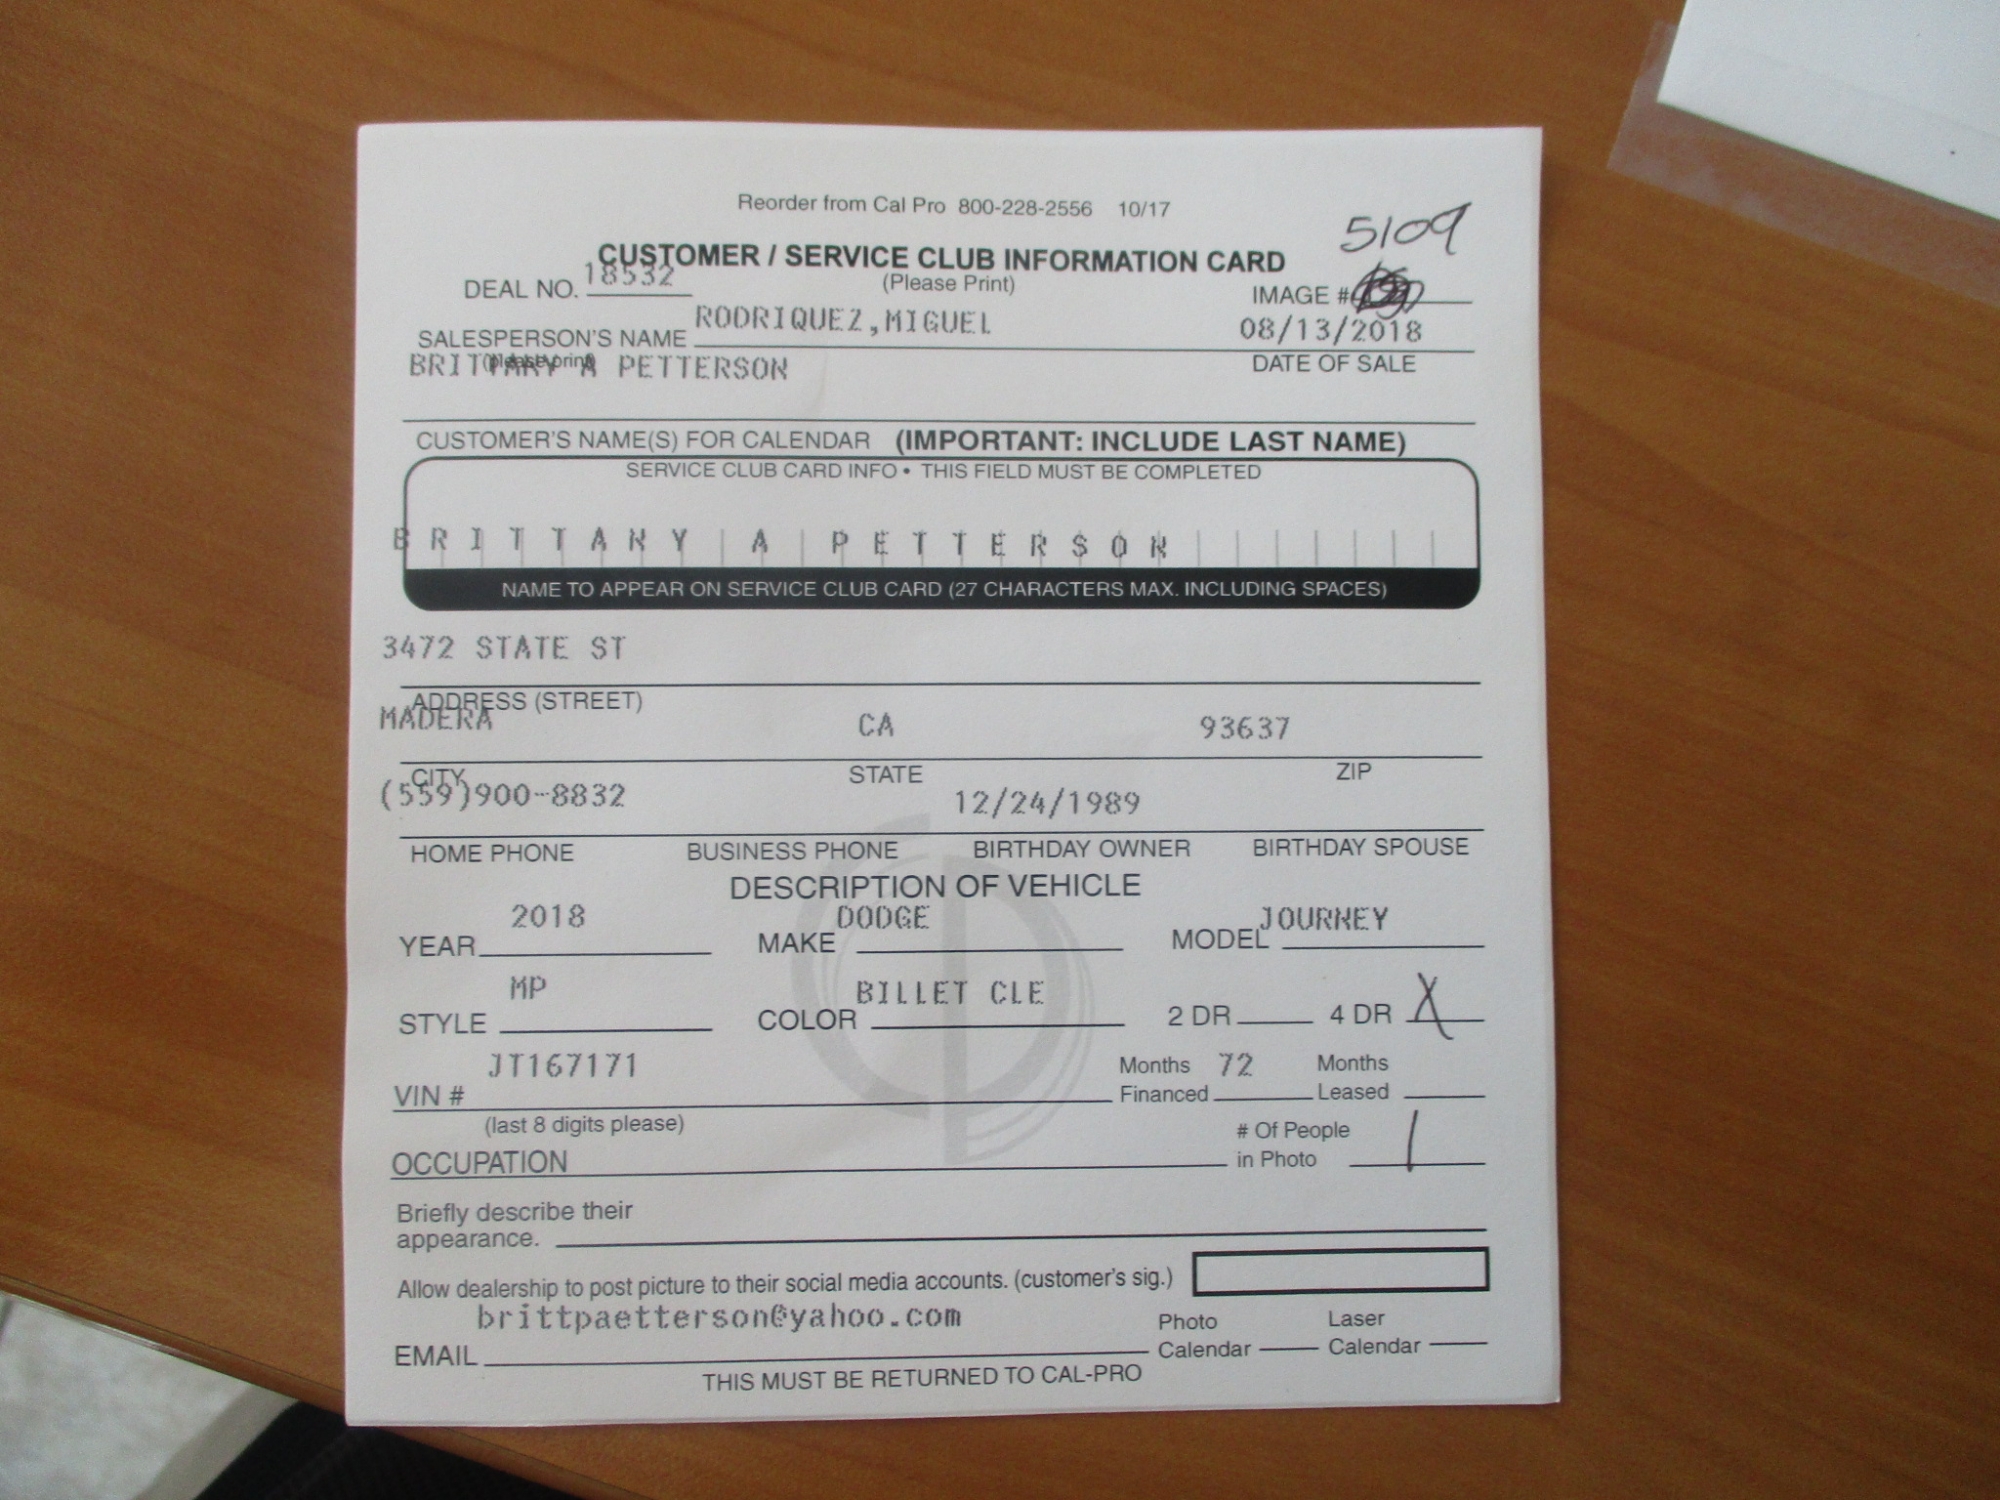 Reorder from Cal Pro 800-228-2556 10/17
5109
CUSTOMER / SERVICE CLUB INFORMATION CARD
(Please Print)
DEAL NO. 18532
IMAGE #
SALESPERSON'S NAME RODRIQUEZ,MIGUEL
08/13/2018
(please print)
DATE OF SALE
BRITTANY A PETTERSON
CUSTOMER'S NAME(S) FOR CALENDAR (IMPORTANT: INCLUDE LAST NAME)
SERVICE CLUB CARD INFO • THIS FIELD MUST BE COMPLETED
BRITTANY A PETTERSON
NAME TO APPEAR ON SERVICE CLUB CARD (27 CHARACTERS MAX. INCLUDING SPACES)
3472 STATE ST
ADDRESS (STREET)
MADERA CA 93637
CITY STATE ZIP
(559)900-8832 12/24/1989
HOME PHONE BUSINESS PHONE BIRTHDAY OWNER BIRTHDAY SPOUSE
DESCRIPTION OF VEHICLE
YEAR 2018 MAKE DODGE MODEL JOURNEY
STYLE MP COLOR BILLET CLE 2 DR 4 DR X
VIN # JT167171 Months Financed 72 Months Leased
(last 8 digits please)
OCCUPATION # Of People in Photo 1
Briefly describe their
appearance.
Allow dealership to post picture to their social media accounts. (customer's sig.)
EMAIL brittpaetterson@yahoo.com Photo Calendar Laser Calendar
THIS MUST BE RETURNED TO CAL-PRO